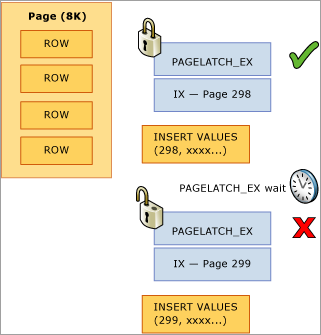 Page (8K)
ROW
ROW
ROW
ROW
PAGELATCH_EX
IX — Page 298
INSERT VALUES
(298, xxxx...)
PAGELATCH_EX wait
PAGELATCH_EX
IX — Page 299
INSERT VALUES
(299, xxxx...)